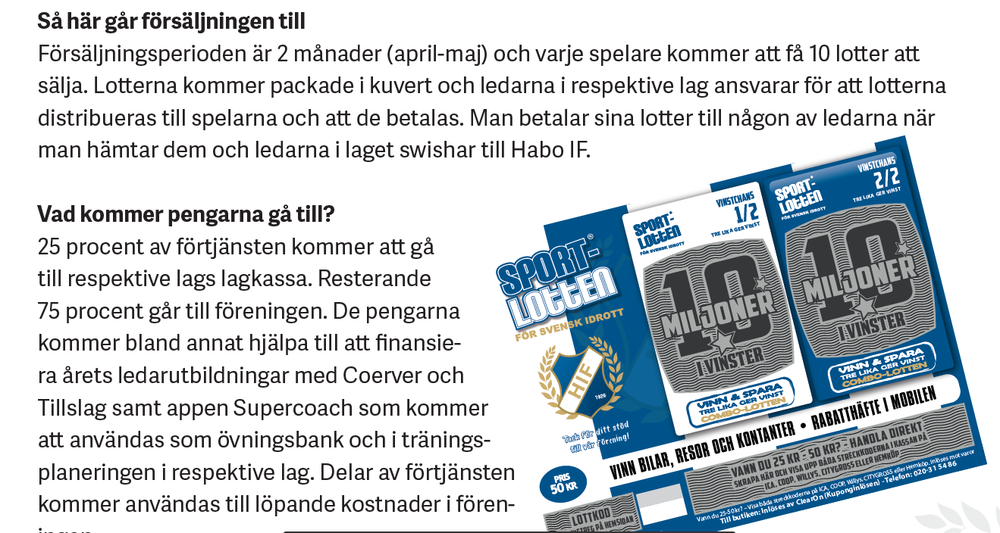 Så här går försäljningen till
Försäljningsperioden är 2 månader (april-maj) och varje spelare kommer att få 10 lotter att
sälja. Lotterna kommer packade i kuvert och ledarna i respektive lag ansvarar för att lotterna
distribueras till spelarna och att de betalas. Man betalar sina lotter till någon av ledarna när
man hämtar dem och ledarna i laget swishar till Habo IF.
Vad kommer pengarna gå till?
25 procent av förtjänsten kommer att gå
till respektive lags lagkassa. Resterande
75 procent går till föreningen. De pengarna
kommer bland annat hjälpa till att finansie-
ra årets ledarutbildningar med Coerver och
Tillslag samt appen Supercoach som kommer
att användas som övningsbank och i tränings-
planeringen i respektive lag. Delar av förtjänsten
kommer användas till löpande kostnader i fören-
SPORT-
LOTTEN®
FÖR SVENSK IDROTT
HIF
1926
Tack för ditt stöd
till vår förening!
PRIS
50 KR
SPORT-
LOTTEN
FÖR SVENSK IDROTT
VINSTCHANS
1/2
TRE LIKA GER VINST
10
MILJONER
I VINSTER
VINN & SPARA
TRE LIKA GER VINST
COMBO-LOTTEN
SPORT-
LOTTEN
FÖR SVENSK IDROTT
VINSTCHANS
2/2
TRE LIKA GER VINST
10
MILJONER
I VINSTER
VINN & SPARA
TRE LIKA GER VINST
COMBO-LOTTEN
VINN BILAR, RESOR OCH KONTANTER • RABATTHÄFTE I MOBILEN
VANN DU 25 KR - 50 KR? - HANDLA DIREKT
SKRAPA HÄR OCH VISA UPP BÅDA STRECKKODERNA I KASSAN PÅ
ICA, COOP, WILLYS, CITYGROSS ELLER HEMKÖP
Vann du 25-50 kr? – Visa båda streckkoderna på ICA, COOP, Willys, CITYGROSS eller Hemköp. Inlöses mot varor
Till butiken: Inlöses av ClearOn (Kuponginlösen) - Telefon: 020-31 54 86
LOTTKOD
PÅ HEMSIDAN